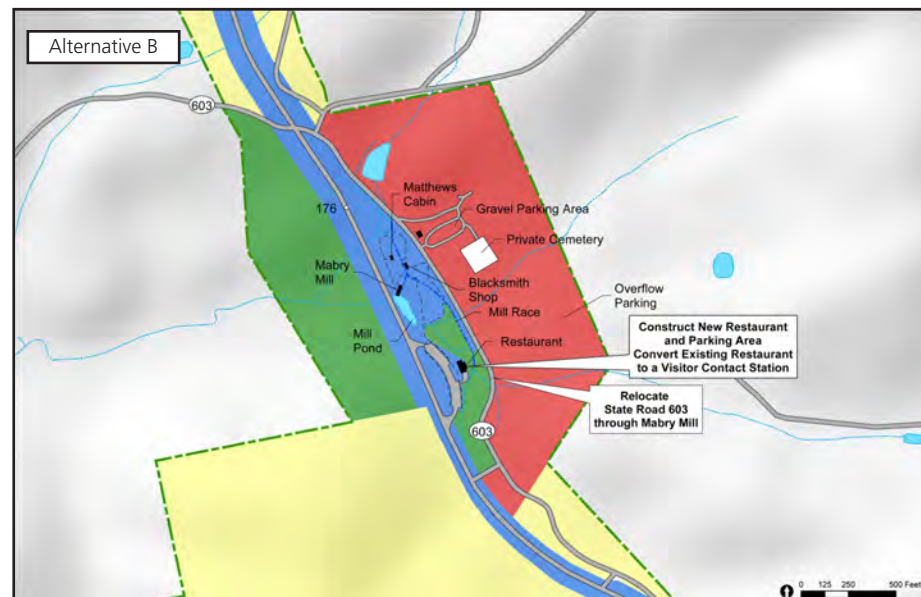 Alternative B
603
176
Matthews
Cabin
Gravel Parking Area
Private Cemetery
Mabry
Mill
Blacksmith
Shop
Overflow
Parking
Mill Race
Mill
Pond
Restaurant
Construct New Restaurant
and Parking Area
Convert Existing Restaurant
to a Visitor Contact Station
Relocate
State Road 603
through Mabry Mill
603
0 125 250 500 Feet